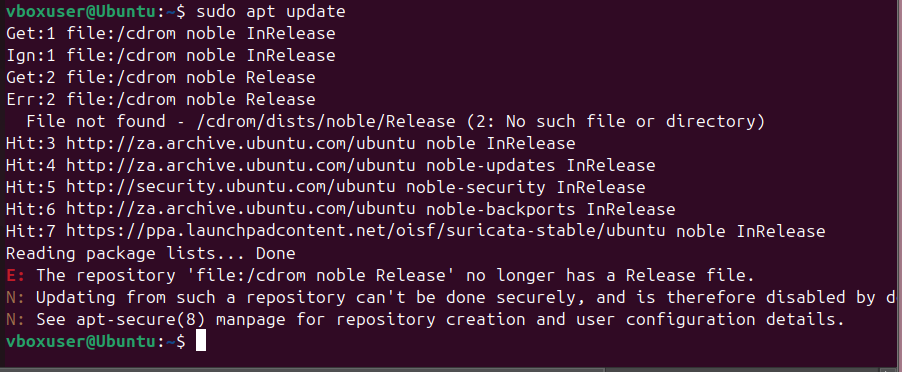 vboxuser@Ubuntu:~$ sudo apt update
Get:1 file:/cdrom noble InRelease
Ign:1 file:/cdrom noble InRelease
Get:2 file:/cdrom noble Release
Err:2 file:/cdrom noble Release
  File not found - /cdrom/dists/noble/Release (2: No such file or directory)
Hit:3 http://za.archive.ubuntu.com/ubuntu noble InRelease
Hit:4 http://za.archive.ubuntu.com/ubuntu noble-updates InRelease
Hit:5 http://security.ubuntu.com/ubuntu noble-security InRelease
Hit:6 http://za.archive.ubuntu.com/ubuntu noble-backports InRelease
Hit:7 https://ppa.launchpadcontent.net/oisf/suricata-stable/ubuntu noble InRelease
Reading package lists... Done
E: The repository 'file:/cdrom noble Release' no longer has a Release file.
N: Updating from such a repository can't be done securely, and is therefore disabled by d
N: See apt-secure(8) manpage for repository creation and user configuration details.
vboxuser@Ubuntu:~$